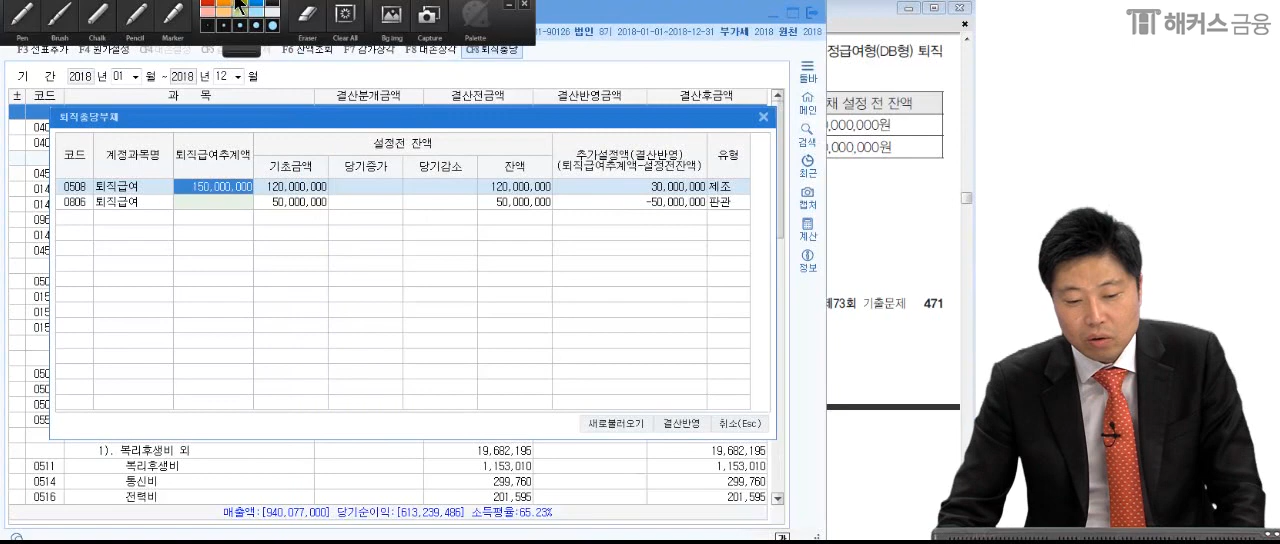 Pen Brush Chalk Pencil Marker Eraser Clear All Bg Img Capture Palette
해커스 금융
11-90126 법인 8기 2018-01-01~2018-12-31 부가세 2018 원천 2018
F3 전표추가 F4 원가설정 F6 잔액조회 F7 감가상각 F8 대손상각 CF8 퇴직충당
기 간 2018 년 01 월 ~ 2018 년 12 월
± 코드 과 목 결산분개금액 결산전금액 결산반영금액 결산후금액
퇴직충당부채
코드 계정과목명 퇴직급여추계액 설정전 잔액 추가설정액(결산반영) 유형
(퇴직급여추계액-설정전잔액)
기초금액 당기증가 당기감소 잔액
0508 퇴직급여 150,000,000 120,000,000 120,000,000 30,000,000 제조
0806 퇴직급여 50,000,000 50,000,000 -50,000,000 판관
새로불러오기 결산반영 취소(Esc)
1). 복리후생비 외 19,682,195 19,682,195
0511 복리후생비 1,153,010 1,153,010
0514 통신비 299,760 299,760
0516 전력비 201,595 201,595
매출액:[940,077,000] 당기순이익:[613,239,486] 소득평률:65.23%
툴바
메인
검색
최근
캡처
계산
정보
정급여형(DB형) 퇴직
채 설정 전 잔액
0,000,000원
0,000,000원
제73회 기출문제 471